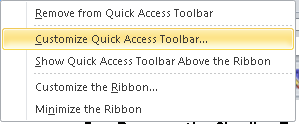 Remove from Quick Access Toolbar
Customize Quick Access Toolbar...
Show Quick Access Toolbar Above the Ribbon
Customize the Ribbon...
Minimize the Ribbon